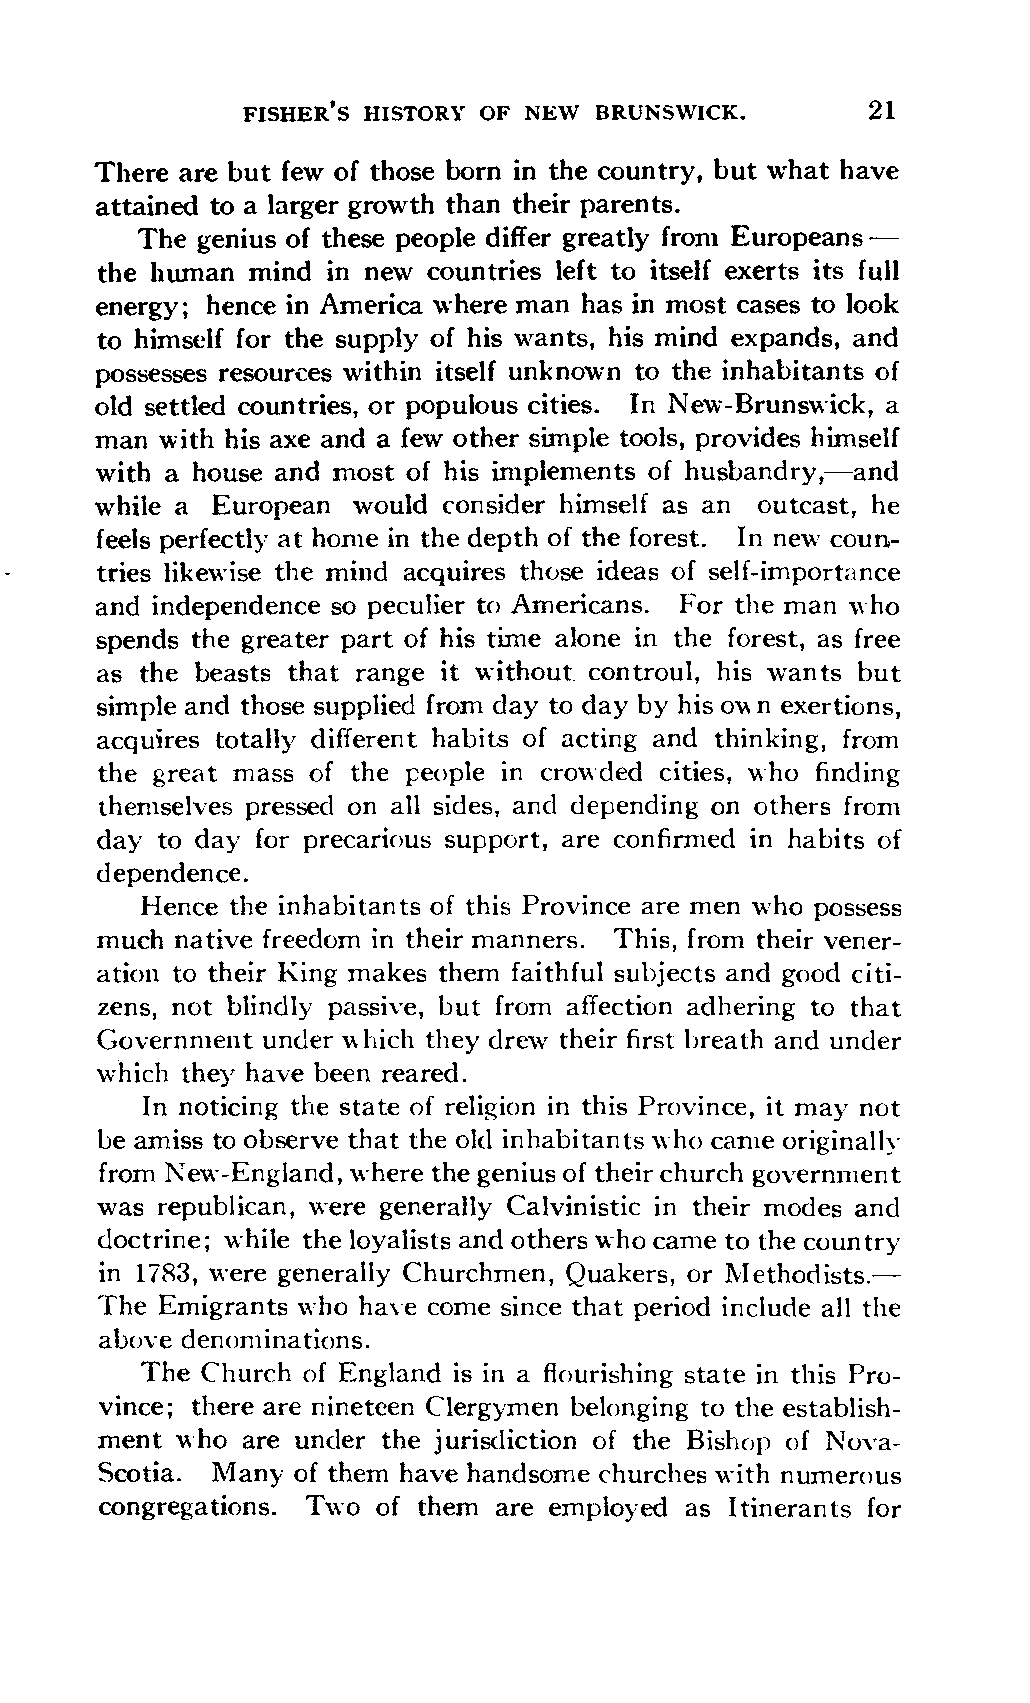 FISHER'S HISTORY OF NEW BRUNSWICK. 21
There are but few of those born in the country, but what have
attained to a larger growth than their parents.
The genius of these people differ greatly from Europeans—
the human mind in new countries left to itself exerts its full
energy; hence in America where man has in most cases to look
to himself for the supply of his wants, his mind expands, and
possesses resources within itself unknown to the inhabitants of
old settled countries, or populous cities. In New-Brunswick, a
man with his axe and a few other simple tools, provides himself
with a house and most of his implements of husbandry,—and
while a European would consider himself as an outcast, he
feels perfectly at home in the depth of the forest. In new coun-
tries likewise the mind acquires those ideas of self-importance
and independence so peculier to Americans. For the man who
spends the greater part of his time alone in the forest, as free
as the beasts that range it without controul, his wants but
simple and those supplied from day to day by his own exertions,
acquires totally different habits of acting and thinking, from
the great mass of the people in crowded cities, who finding
themselves pressed on all sides, and depending on others from
day to day for precarious support, are confirmed in habits of
dependence.
Hence the inhabitants of this Province are men who possess
much native freedom in their manners. This, from their vener-
ation to their King makes them faithful subjects and good citi-
zens, not blindly passive, but from affection adhering to that
Government under which they drew their first breath and under
which they have been reared.
In noticing the state of religion in this Province, it may not
be amiss to observe that the old inhabitants who came originally
from New-England, where the genius of their church government
was republican, were generally Calvinistic in their modes and
doctrine; while the loyalists and others who came to the country
in 1783, were generally Churchmen, Quakers, or Methodists.—
The Emigrants who have come since that period include all the
above denominations.
The Church of England is in a flourishing state in this Pro-
vince; there are nineteen Clergymen belonging to the establish-
ment who are under the jurisdiction of the Bishop of Nova-
Scotia. Many of them have handsome churches with numerous
congregations. Two of them are employed as Itinerants for